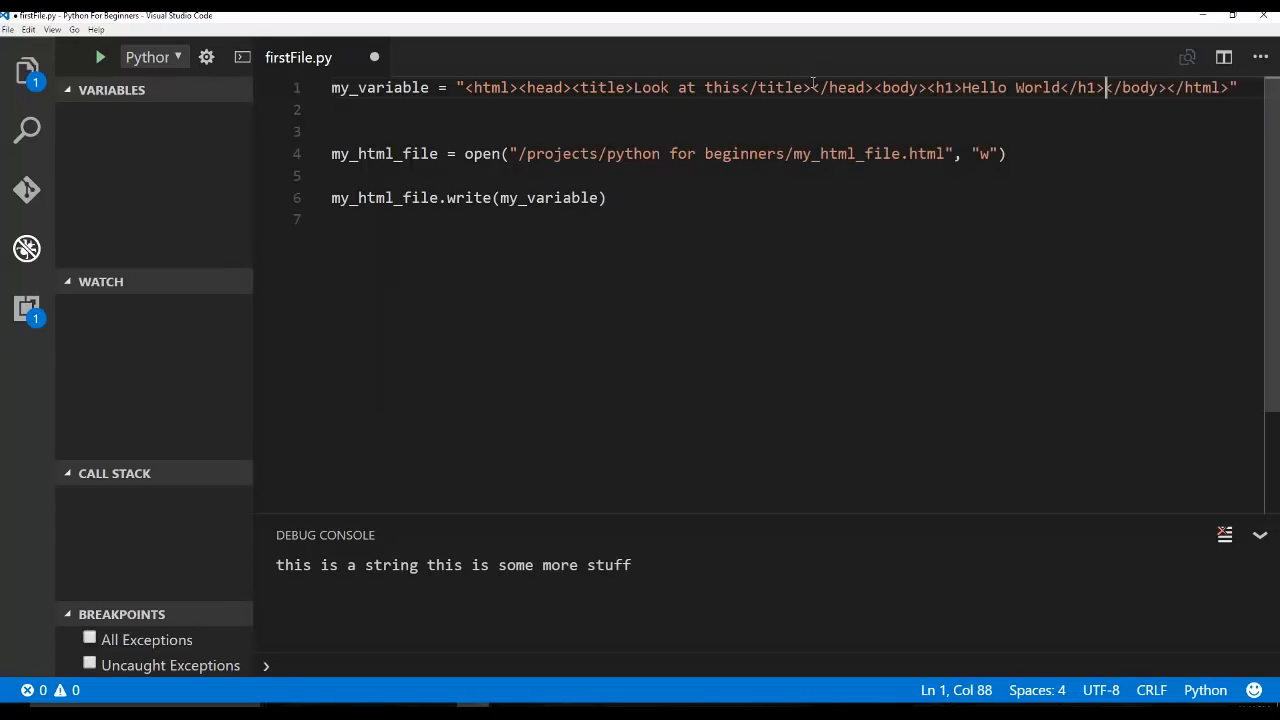 ● firstFile.py - Python For Beginners - Visual Studio Code
File Edit View Go Help
Python ▾
firstFile.py
1
VARIABLES
1 my_variable = "<html><head><title>Look at this</title></head><body><h1>Hello World</h1></body></html>"
2
3
4 my_html_file = open("/projects/python for beginners/my_html_file.html", "w")
5
6 my_html_file.write(my_variable)
7
WATCH
1
CALL STACK
DEBUG CONSOLE
this is a string this is some more stuff
BREAKPOINTS
All Exceptions
Uncaught Exceptions
0 0 Ln 1, Col 88 Spaces: 4 UTF-8 CRLF Python